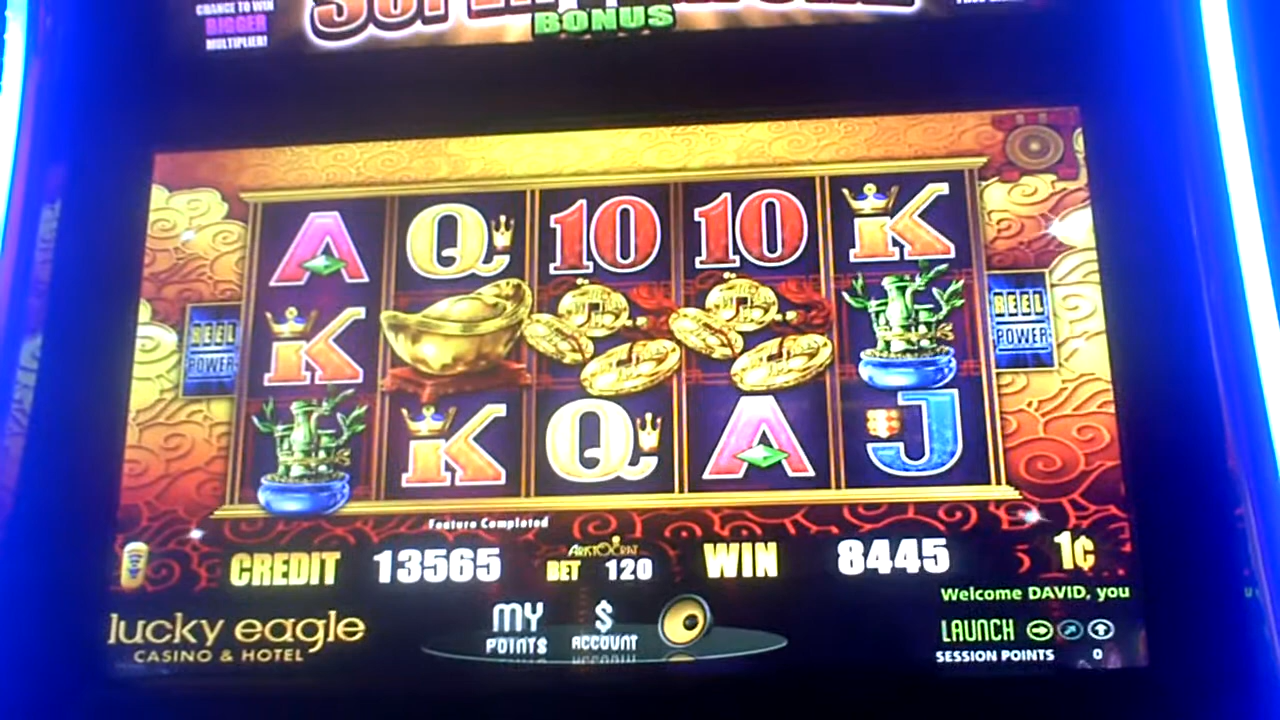 CHANCE TO WIN
BIGGER
MULTIPLIER!
BONUS
A Q 10 10 K
K
REEL
POWER
REEL
POWER
K Q A J
Feature Completed
CREDIT 13565 ARISTOCRAT BET 120 WIN 8445 1¢
Welcome DAVID, you
lucky eagle
CASINO & HOTEL
MY
POINTS
$
ACCOUNT
LAUNCH
SESSION POINTS 0